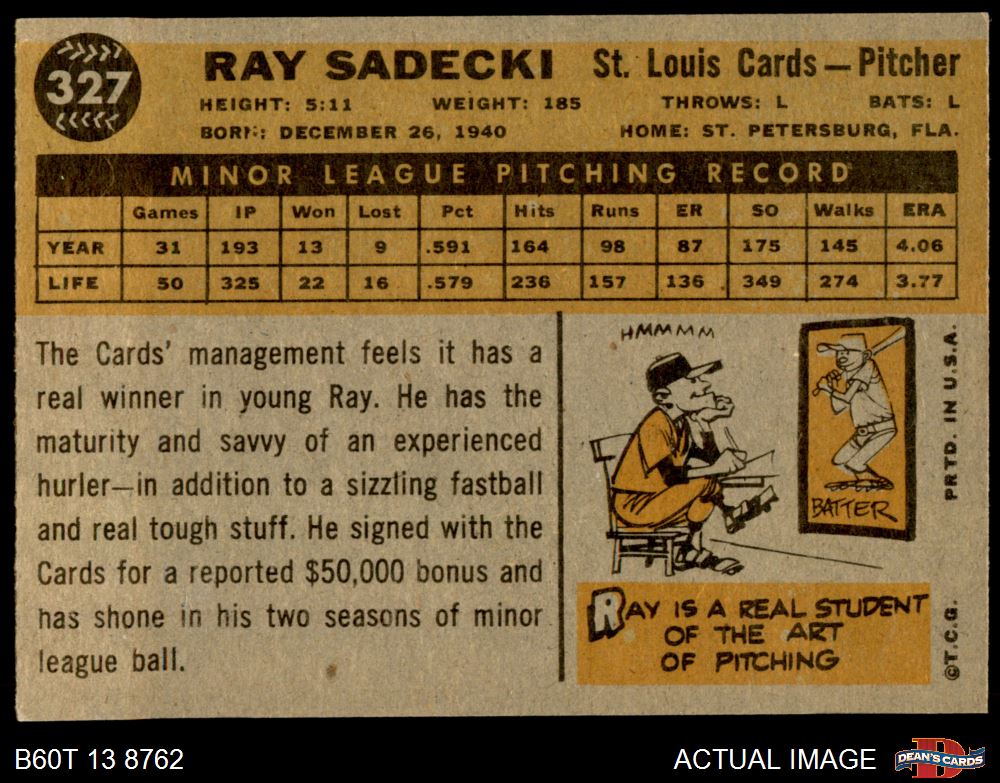 327
RAY SADECKI St. Louis Cards — Pitcher
HEIGHT: 5:11 WEIGHT: 185 THROWS: L BATS: L
BORN: DECEMBER 26, 1940 HOME: ST. PETERSBURG, FLA.
MINOR LEAGUE PITCHING RECORD
Games IP Won Lost Pct Hits Runs ER SO Walks ERA
YEAR 31 193 13 9 .591 164 98 87 175 145 4.06
LIFE 50 325 22 16 .579 236 157 136 349 274 3.77
The Cards' management feels it has a
real winner in young Ray. He has the
maturity and savvy of an experienced
hurler—in addition to a sizzling fastball
and real tough stuff. He signed with the
Cards for a reported $50,000 bonus and
has shone in his two seasons of minor
league ball.
HMMMMM
BATTER
RAY IS A REAL STUDENT
OF THE ART
OF PITCHING
PRTD. IN U.S.A.
©T.C.G.
B60T 13 8762
ACTUAL IMAGE
DEAN'S CARDS